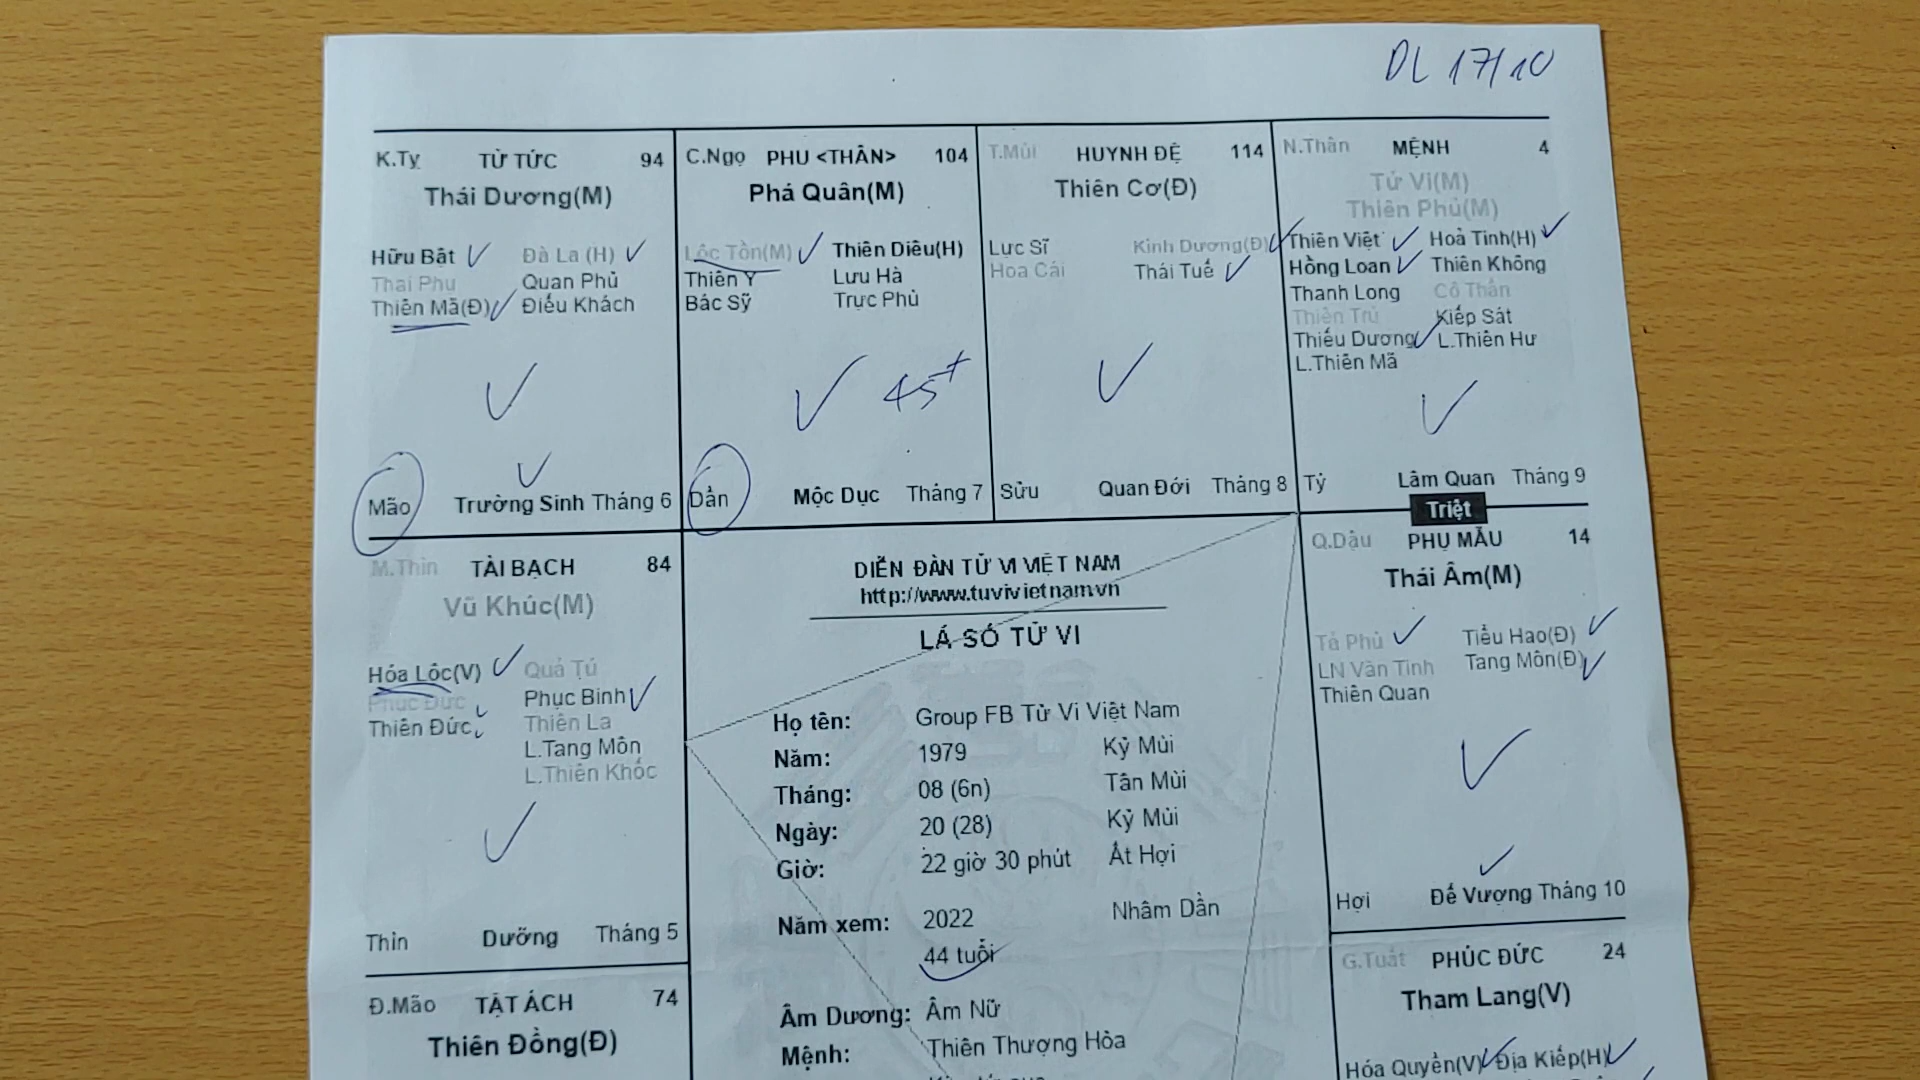 DL 17/10
K.Tỵ TỬ TỨC 94
Thái Dương(M)
Hữu Bật Đà La (H)
Thai Phụ Quan Phủ
Thiên Mã(Đ) Điếu Khách
Mão Trường Sinh Tháng 6
C.Ngọ PHU <THÂN> 104
Phá Quân(M)
Lộc Tồn(M) Thiên Diêu(H)
Thiên Y Lưu Hà
Bác Sỹ Trực Phủ
45+
Dần Mộc Dục Tháng 7
T.Mùi HUYNH ĐỆ 114
Thiên Cơ(Đ)
Lực Sĩ Kình Dương(Đ)
Hoa Cái Thái Tuế
Sửu Quan Đới Tháng 8
N.Thân MỆNH 4
Tử Vi(M)
Thiên Phủ(M)
Thiên Việt Hoả Tinh(H)
Hồng Loan Thiên Không
Thanh Long Cô Thần
Thiên Trù Kiếp Sát
Thiếu Dương L.Thiên Hư
L.Thiên Mã
Tý Lâm Quan Tháng 9
Triệt
M.Thìn TÀI BẠCH 84
Vũ Khúc(M)
Hóa Lộc(V) Quả Tú
Phúc Đức Phục Binh
Thiên Đức Thiên La
L.Tang Môn
L.Thiên Khốc
Thìn Dưỡng Tháng 5
DIỄN ĐÀN TỬ VI VIỆT NAM
http://www.tuvivietnam.vn
LÁ SỐ TỬ VI
Họ tên: Group FB Tử Vi Việt Nam
Năm: 1979 Kỷ Mùi
Tháng: 08 (6n) Tân Mùi
Ngày: 20 (28) Kỷ Mùi
Giờ: 22 giờ 30 phút Ất Hợi
Năm xem: 2022 Nhâm Dần
44 tuổi
Âm Dương: Âm Nữ
Mệnh: Thiên Thượng Hỏa
Q.Dậu PHỤ MẪU 14
Thái Âm(M)
Tả Phù Tiểu Hao(Đ)
LN Văn Tinh Tang Môn(Đ)
Thiên Quan
Hợi Đế Vượng Tháng 10
Đ.Mão TẬT ÁCH 74
Thiên Đồng(Đ)
G.Tuất PHÚC ĐỨC 24
Tham Lang(V)
Hóa Quyền(V) Địa Kiếp(H)